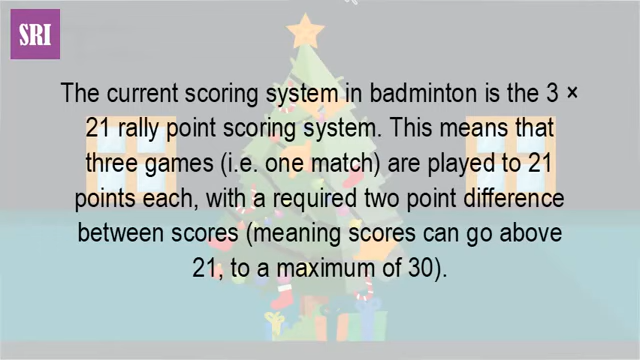 SRI
The current scoring system in badminton is the 3 ×
21 rally point scoring system. This means that
three games (i.e. one match) are played to 21
points each, with a required two point difference
between scores (meaning scores can go above
21, to a maximum of 30).